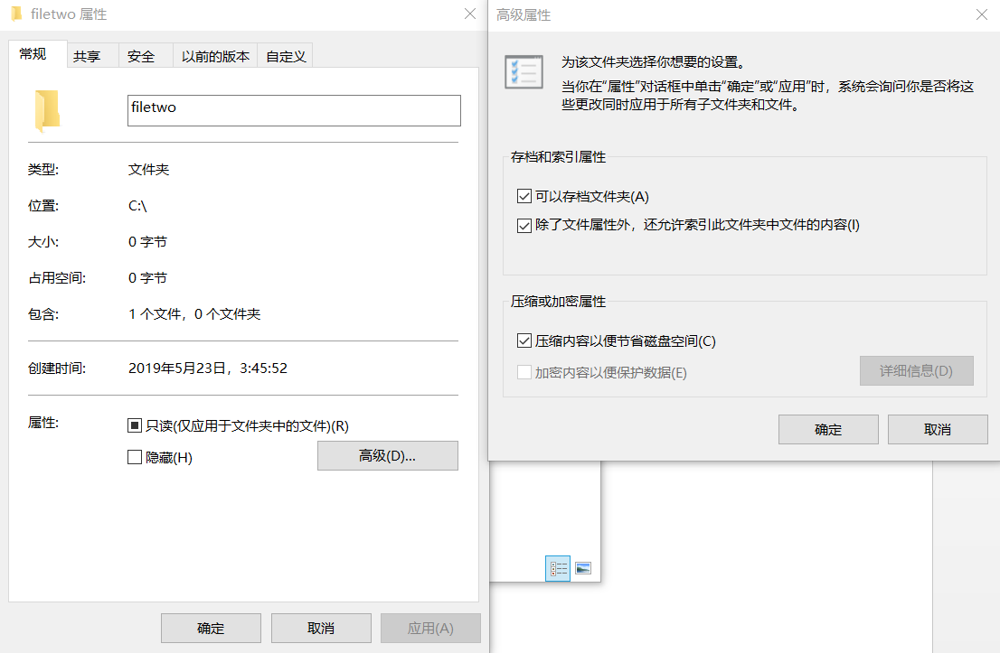 filetwo 属性
常规
共享
安全
以前的版本
自定义
filetwo
类型:
文件夹
位置:
C:\
大小:
0 字节
占用空间:
0 字节
包含:
1 个文件，0 个文件夹
创建时间:
2019年5月23日，3:45:52
属性:
只读(仅应用于文件夹中的文件)(R)
隐藏(H)
高级(D)...
确定
取消
应用(A)
高级属性
为该文件夹选择你想要的设置。
当你在“属性”对话框中单击“确定”或“应用”时，系统会询问你是否将这
些更改同时应用于所有子文件夹和文件。
存档和索引属性
可以存档文件夹(A)
除了文件属性外，还允许索引此文件夹中文件的内容(I)
压缩或加密属性
压缩内容以便节省磁盘空间(C)
加密内容以便保护数据(E)
详细信息(D)
确定
取消